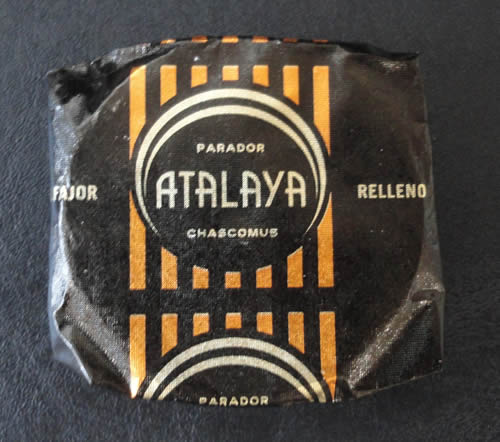 PARADOR
FAJOR ATALAYA RELLENO
CHASCOMUS
PARADOR